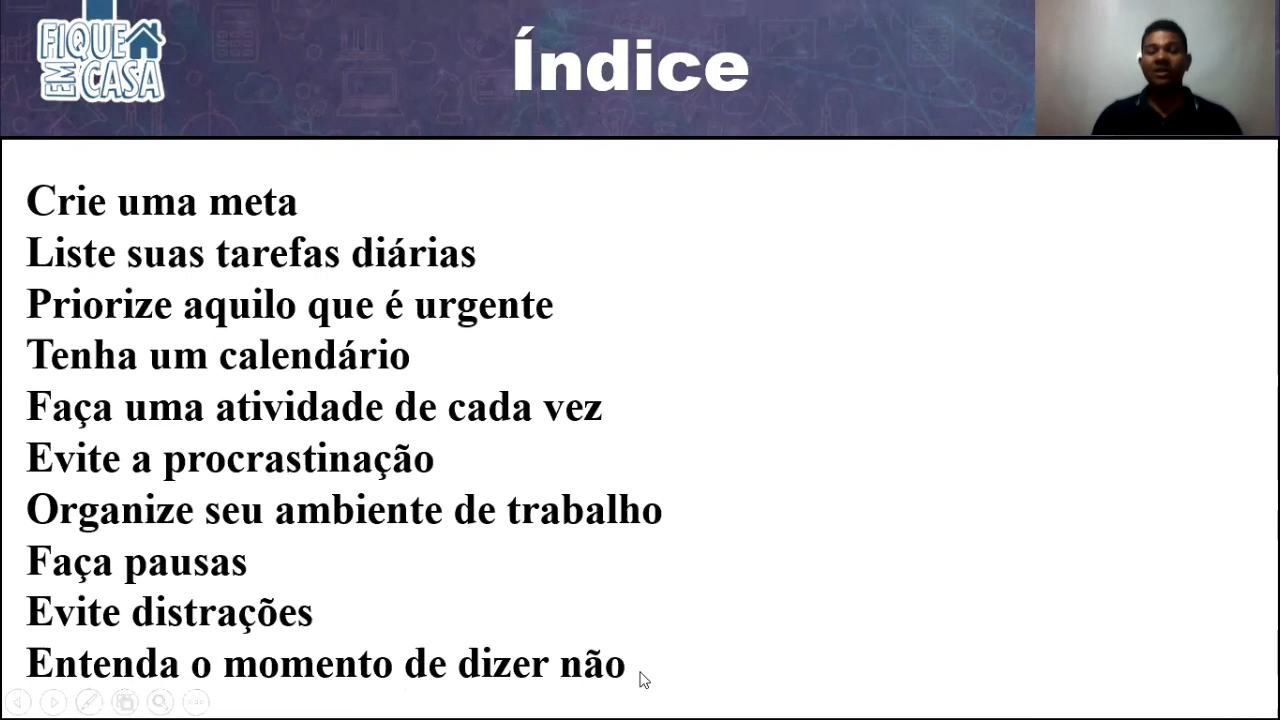 FIQUE
EM CASA
Índice
Crie uma meta
Liste suas tarefas diárias
Priorize aquilo que é urgente
Tenha um calendário
Faça uma atividade de cada vez
Evite a procrastinação
Organize seu ambiente de trabalho
Faça pausas
Evite distrações
Entenda o momento de dizer não